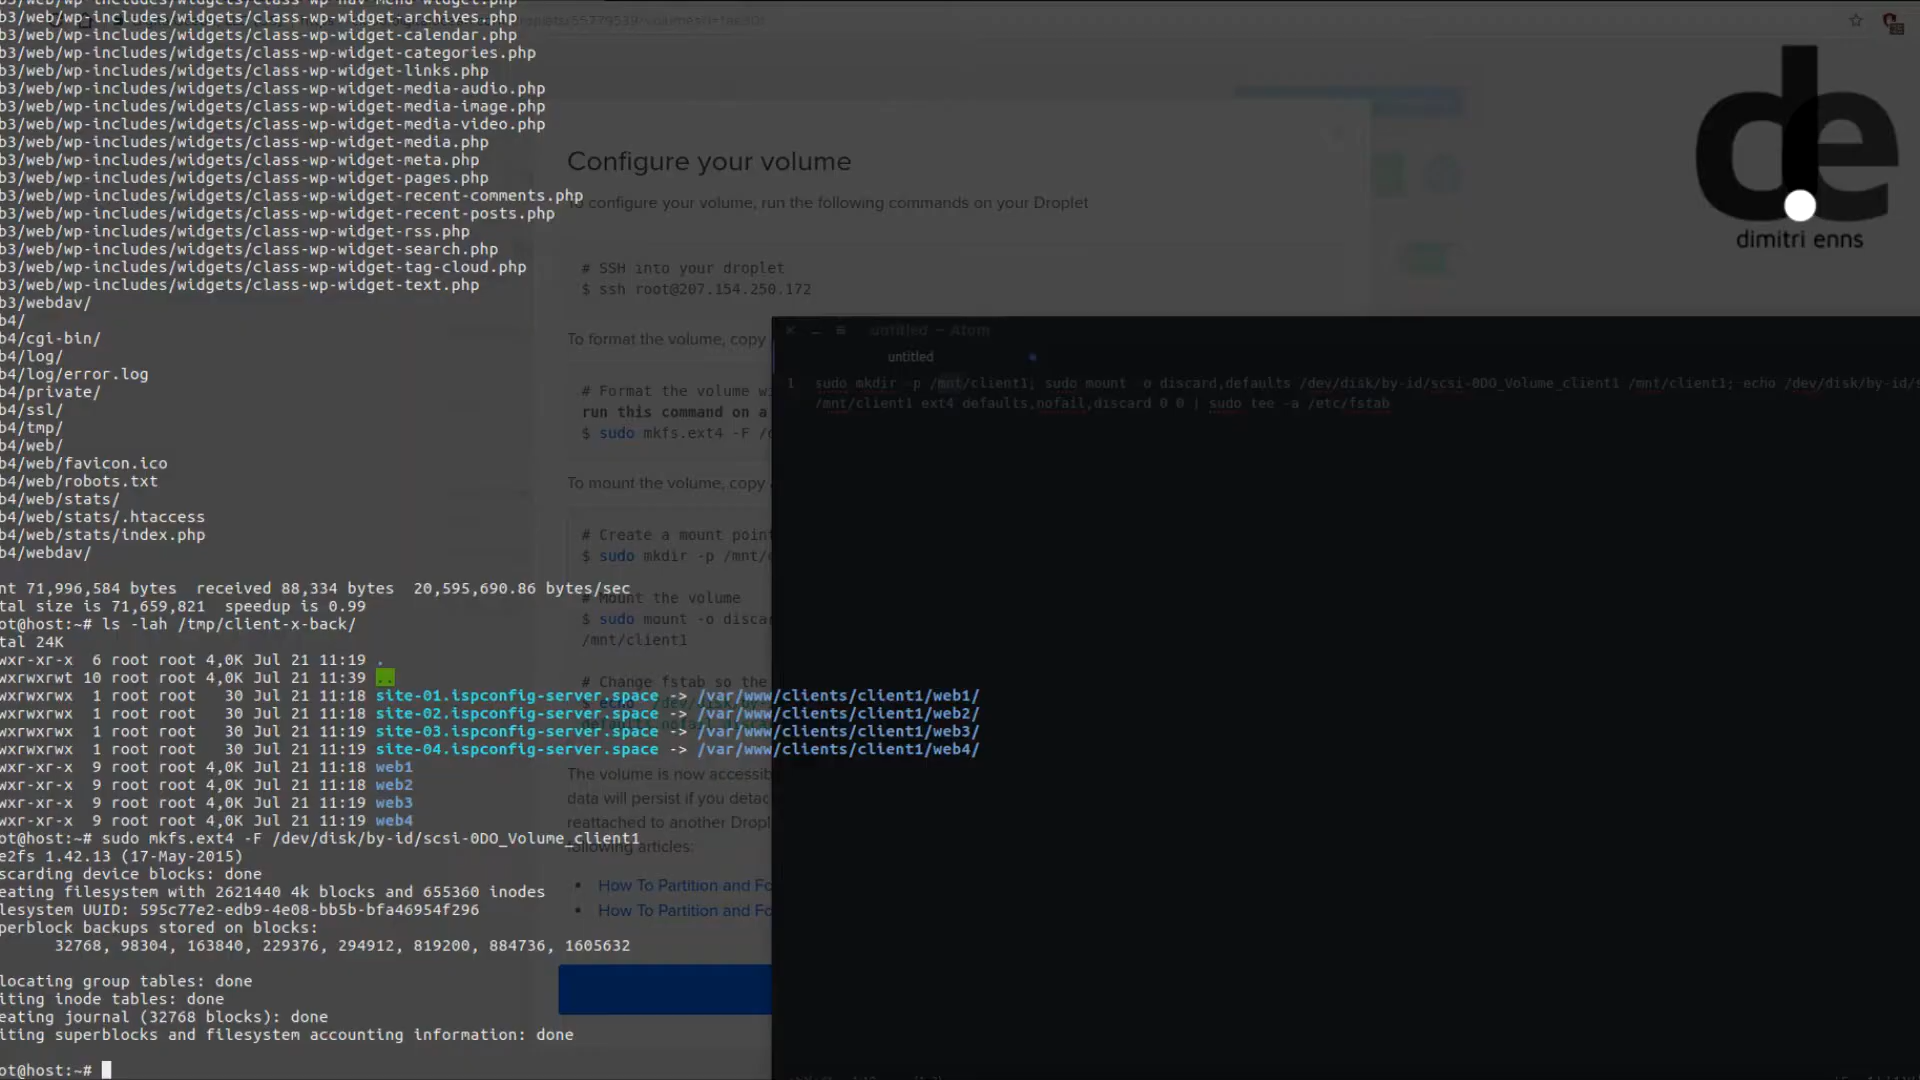 b3/web/wp-includes/widgets/class-wp-nav-menu-widget.php
b3/web/wp-includes/widgets/class-wp-widget-archives.php
b3/web/wp-includes/widgets/class-wp-widget-calendar.php
b3/web/wp-includes/widgets/class-wp-widget-categories.php
b3/web/wp-includes/widgets/class-wp-widget-links.php
b3/web/wp-includes/widgets/class-wp-widget-media-audio.php
b3/web/wp-includes/widgets/class-wp-widget-media-image.php
b3/web/wp-includes/widgets/class-wp-widget-media-video.php
b3/web/wp-includes/widgets/class-wp-widget-media.php
b3/web/wp-includes/widgets/class-wp-widget-meta.php
b3/web/wp-includes/widgets/class-wp-widget-pages.php
b3/web/wp-includes/widgets/class-wp-widget-recent-comments.php
b3/web/wp-includes/widgets/class-wp-widget-recent-posts.php
b3/web/wp-includes/widgets/class-wp-widget-rss.php
b3/web/wp-includes/widgets/class-wp-widget-search.php
b3/web/wp-includes/widgets/class-wp-widget-tag-cloud.php
b3/web/wp-includes/widgets/class-wp-widget-text.php
b3/webdav/
b4/
b4/cgi-bin/
b4/log/
b4/log/error.log
b4/private/
b4/ssl/
b4/tmp/
b4/web/
b4/web/favicon.ico
b4/web/robots.txt
b4/web/stats/
b4/web/stats/.htaccess
b4/web/stats/index.php
b4/webdav/
nt 71,996,584 bytes  received 88,334 bytes  20,595,690.86 bytes/sec
tal size is 71,659,821  speedup is 0.99
ot@host:~# ls -lah /tmp/client-x-back/
tal 24K
wxr-xr-x  6 root root 4,0K Jul 21 11:19 .
wxrwxrwt 10 root root 4,0K Jul 21 11:39 ..
wxrwxrwx  1 root root   30 Jul 21 11:18 site-01.ispconfig-server.space -> /var/www/clients/client1/web1/
wxrwxrwx  1 root root   30 Jul 21 11:18 site-02.ispconfig-server.space -> /var/www/clients/client1/web2/
wxrwxrwx  1 root root   30 Jul 21 11:19 site-03.ispconfig-server.space -> /var/www/clients/client1/web3/
wxrwxrwx  1 root root   30 Jul 21 11:19 site-04.ispconfig-server.space -> /var/www/clients/client1/web4/
wxr-xr-x  9 root root 4,0K Jul 21 11:18 web1
wxr-xr-x  9 root root 4,0K Jul 21 11:18 web2
wxr-xr-x  9 root root 4,0K Jul 21 11:19 web3
wxr-xr-x  9 root root 4,0K Jul 21 11:19 web4
ot@host:~# sudo mkfs.ext4 -F /dev/disk/by-id/scsi-0DO_Volume_client1
e2fs 1.42.13 (17-May-2015)
scarding device blocks: done
eating filesystem with 2621440 4k blocks and 655360 inodes
lesystem UUID: 595c77e2-edb9-4e08-bb5b-bfa46954f296
perblock backups stored on blocks:
32768, 98304, 163840, 229376, 294912, 819200, 884736, 1605632
locating group tables: done
iting inode tables: done
eating journal (32768 blocks): done
iting superblocks and filesystem accounting information: done
ot@host:~#
Configure your volume
To configure your volume, run the following commands on your Droplet
# SSH into your droplet
$ ssh root@207.154.250.172
To format the volume, copy
# Format the volume
run this command on a
$ sudo mkfs.ext4 -F
To mount the volume, copy
# Create a mount point
$ sudo mkdir -p
# Mount the volume
$ sudo mount -o
/mnt/client1
# Change fstab so the
$ echo
The volume is now
data will persist if you
reattached to another
following articles:
• How To Partition and
• How To Partition and
untitled — Atom
untitled
1 sudo mkdir -p /mnt/client1; sudo mount -o discard,defaults /dev/disk/by-id/scsi-0DO_Volume_client1 /mnt/client1; echo /dev/disk/by-id/s
/mnt/client1 ext4 defaults,nofail,discard 0 0 | sudo tee -a /etc/fstab
de
dimitri enns